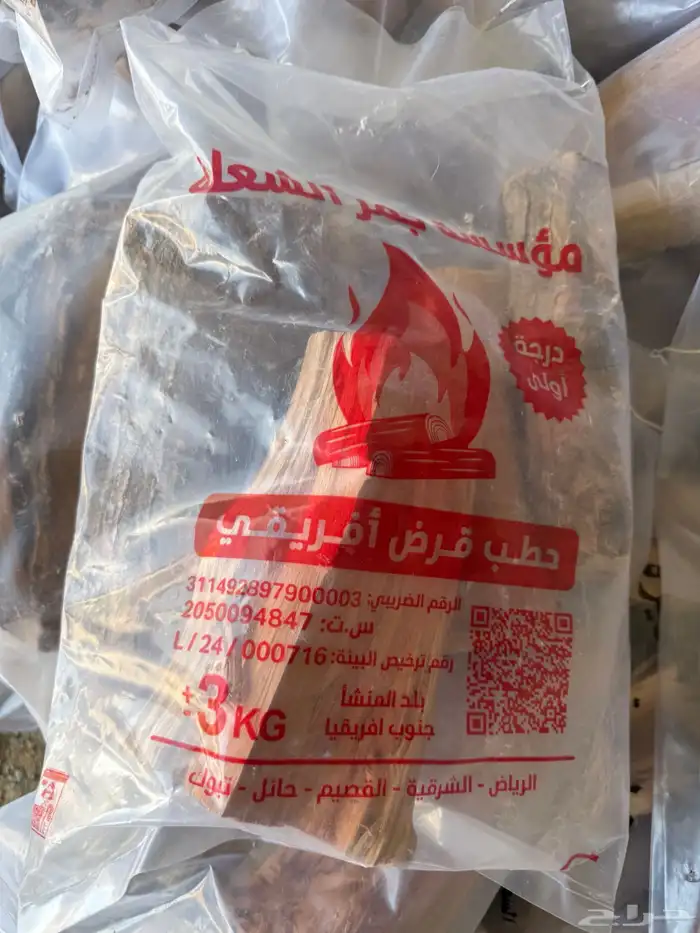 مؤسسة جمر الشعلة
درجة
أولى
حطب قرض أفريقي
الرقم الضريبي: 311492897900003
س.ت: 2050094847
رقم ترخيص البيئة: L/24/000716
بلد المنشأ
جنوب افريقيا
±3KG
الرياض - الشرقية - القصيم - حائل - تبوك
حراج